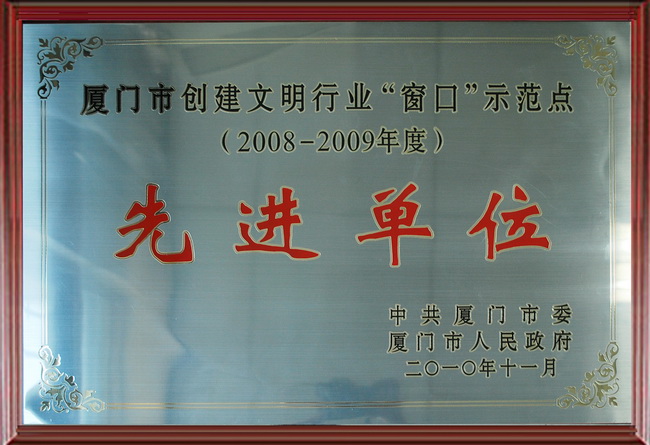 厦门市创建文明行业“窗口”示范点
（2008-2009年度）
先进单位
中共厦门市委
厦门市人民政府
二〇一〇年十一月